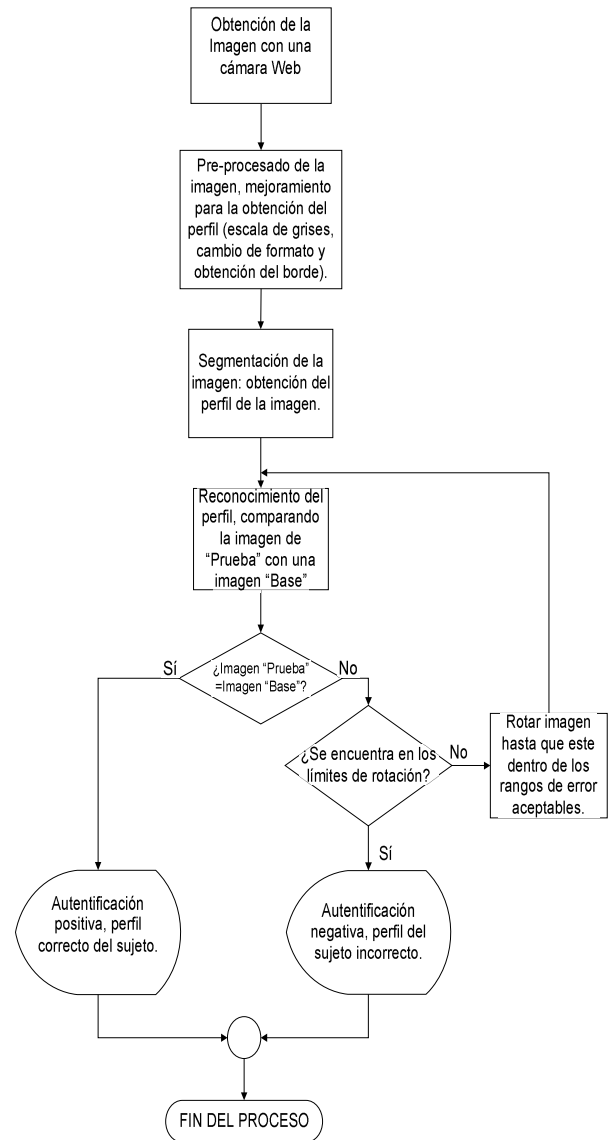 Obtención de la
Imagen con una
cámara Web
Pre-procesado de la
imagen, mejoramiento
para la obtención del
perfil (escala de grises,
cambio de formato y
obtención del borde).
Segmentación de la
imagen: obtención del
perfil de la imagen.
Reconocimiento del
perfil, comparando
la imagen de
“Prueba” con una
imagen “Base”
Sí
¿Imagen “Prueba”
=Imagen “Base”?
No
¿Se encuentra en los
límites de rotación?
No
Rotar imagen
hasta que este
dentro de los
rangos de error
aceptables.
Sí
Autentificación
positiva, perfil
correcto del sujeto.
Autentificación
negativa, perfil del
sujeto incorrecto.
FIN DEL PROCESO